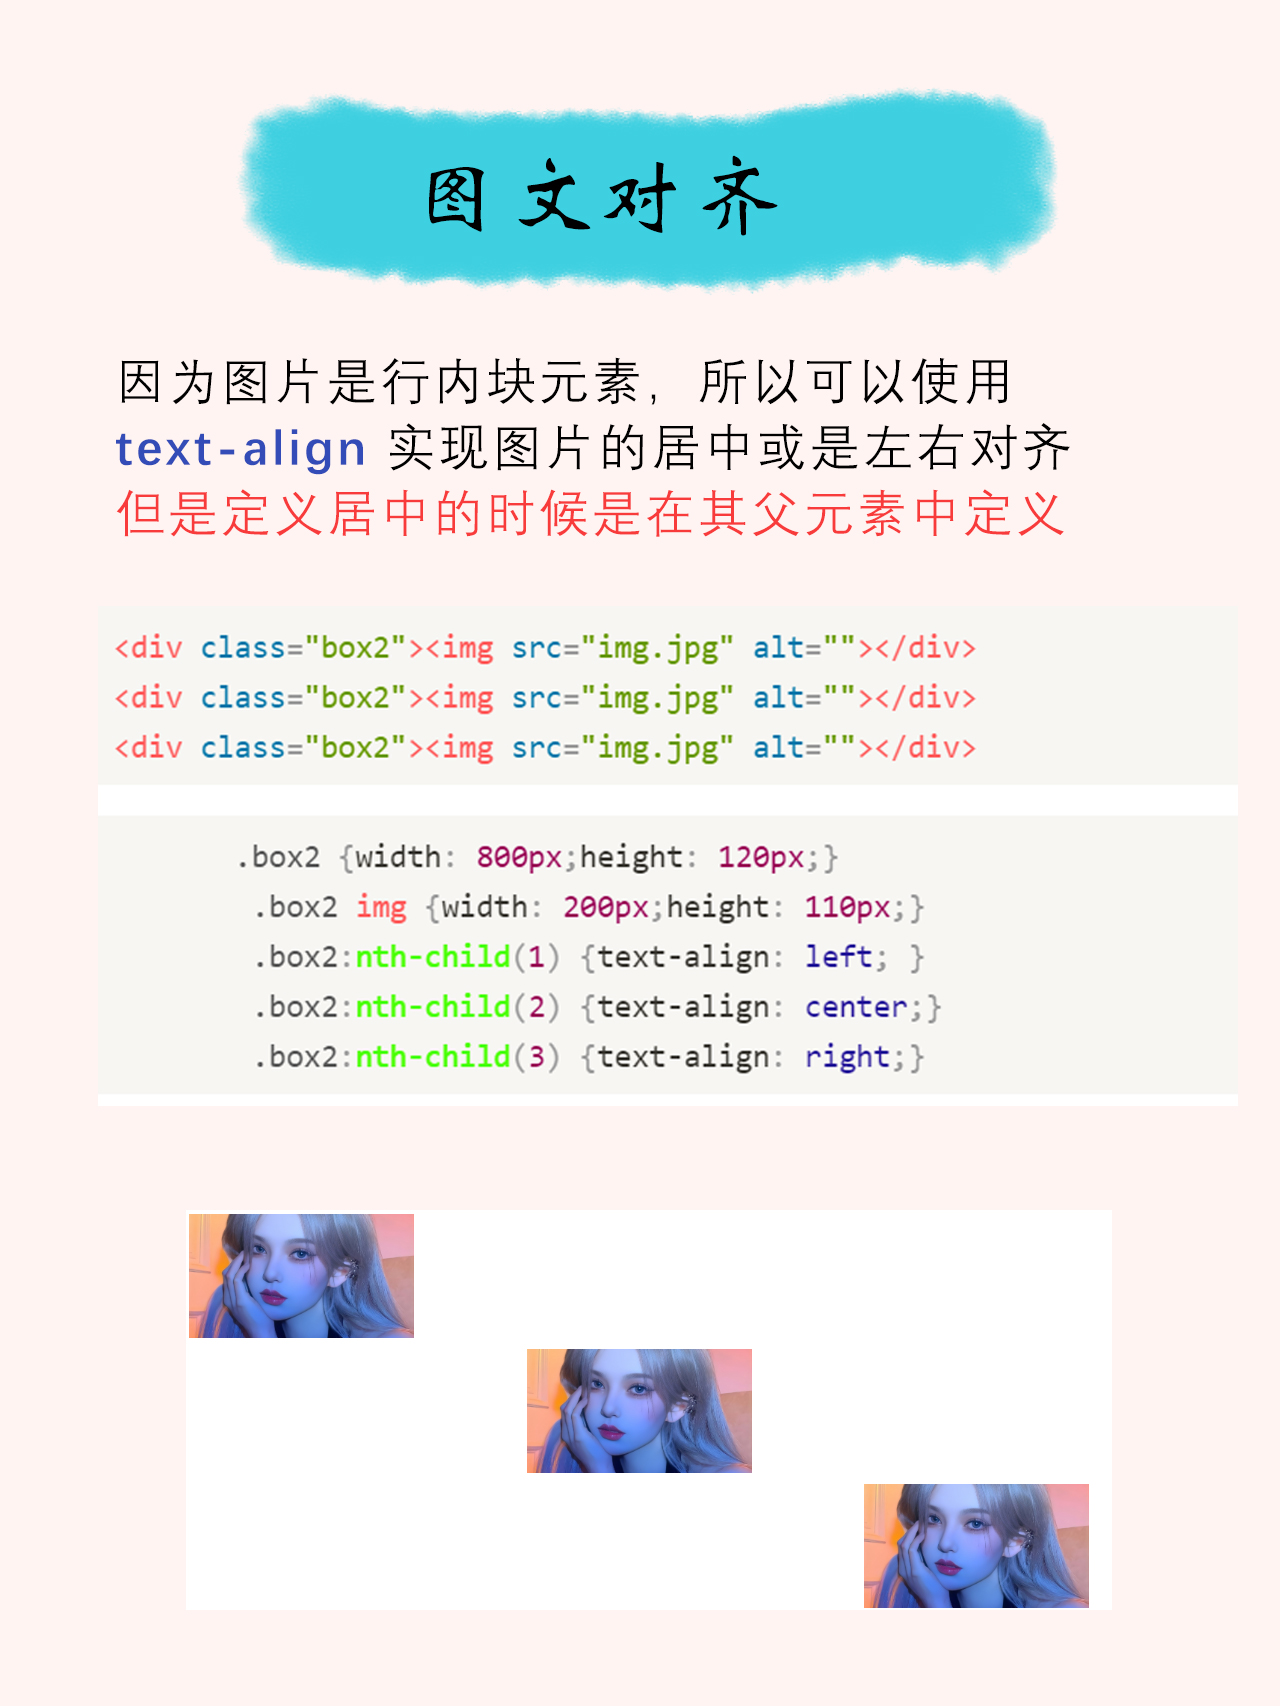 图文对齐
因为图片是行内块元素，所以可以使用
text-align 实现图片的居中或是左右对齐
但是定义居中的时候是在其父元素中定义
<div class="box2"><img src="img.jpg" alt=""></div>
<div class="box2"><img src="img.jpg" alt=""></div>
<div class="box2"><img src="img.jpg" alt=""></div>
.box2 {width: 800px;height: 120px;}
.box2 img {width: 200px;height: 110px;}
.box2:nth-child(1) {text-align: left; }
.box2:nth-child(2) {text-align: center;}
.box2:nth-child(3) {text-align: right;}